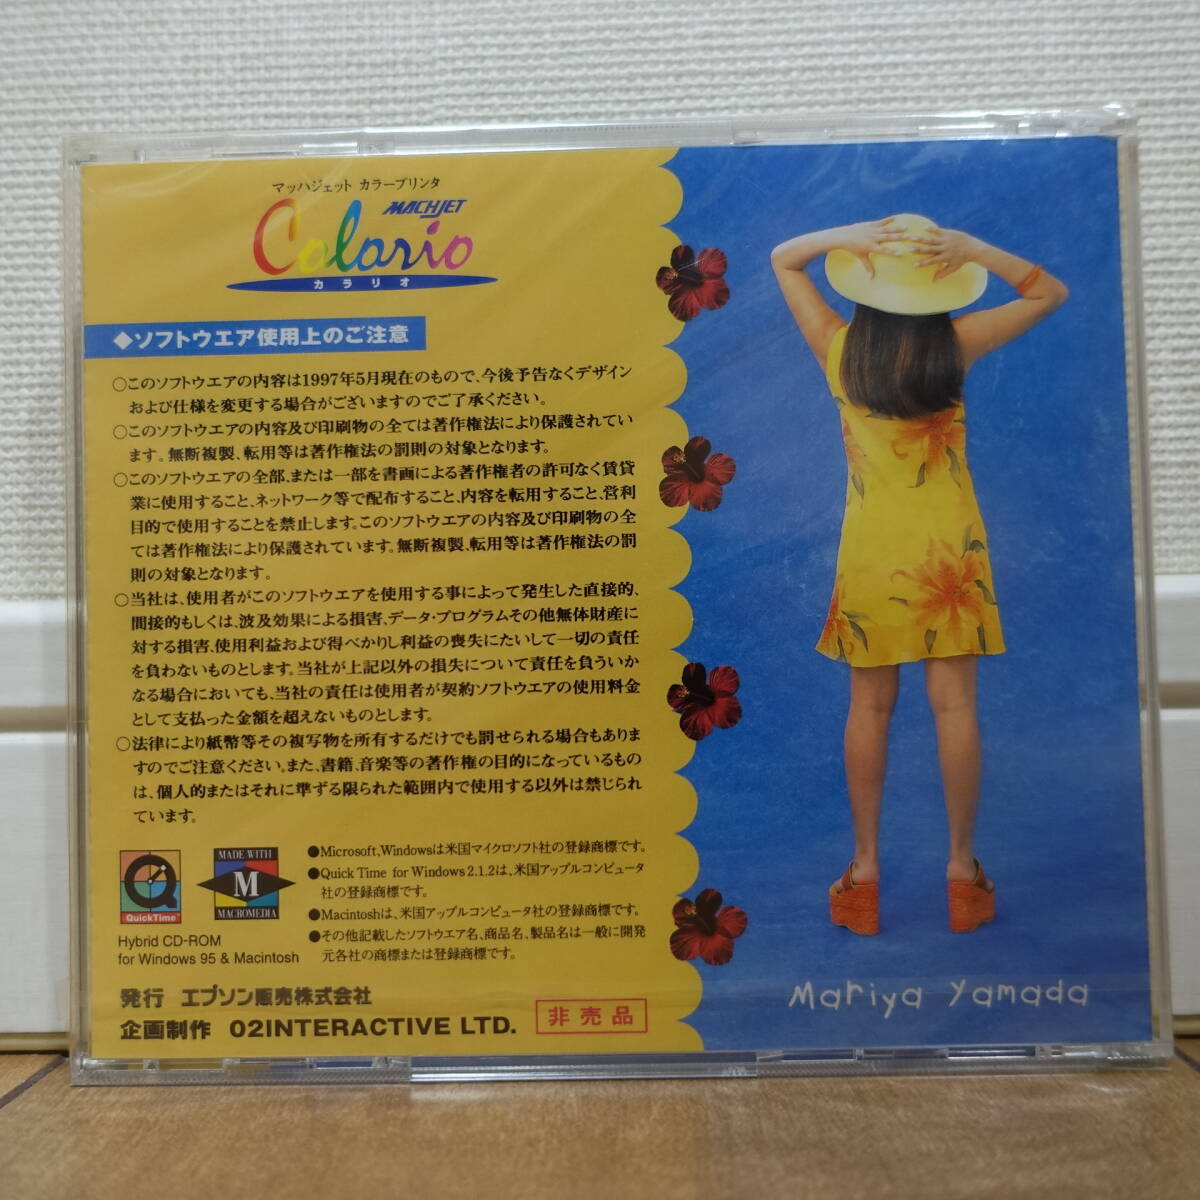 マッハジェット カラープリンタ
MACHJET
Colorio
カラリオ
◆ソフトウエア使用上のご注意
○このソフトウエアの内容は1997年5月現在のもので、今後予告なくデザイン
および仕様を変更する場合がございますのでご了承ください。
○このソフトウエアの内容及び印刷物の全ては著作権法により保護されてい
ます。無断複製、転用等は著作権法の罰則の対象となります。
○このソフトウエアの全部、または一部を書画による著作権者の許可なく賃貸
業に使用すること、ネットワーク等で配布すること、内容を転用すること、営利
目的で使用することを禁止します。このソフトウエアの内容及び印刷物の全
ては著作権法により保護されています。無断複製、転用等は著作権法の罰
則の対象となります。
○当社は、使用者がこのソフトウエアを使用する事によって発生した直接的、
間接的もしくは、波及効果による損害、データ・プログラムその他無体財産に
対する損害、使用利益および得べかりし利益の喪失にたいして一切の責任
を負わないものとします。当社が上記以外の損失について責任を負ういか
なる場合においても、当社の責任は使用者が契約ソフトウエアの使用料金
として支払った金額を超えないものとします。
○法律により紙幣等その複写物を所有するだけでも罰せられる場合もありま
すのでご注意ください。また、書籍、音楽等の著作権の目的になっているもの
は、個人的またはそれに準ずる限られた範囲内で使用する以外は禁じられ
ています。
QuickTime™
MADE WITH
M
MACROMEDIA
Hybrid CD-ROM
for Windows 95 & Macintosh
●Microsoft,Windowsは米国マイクロソフト社の登録商標です。
●Quick Time for Windows 2.1.2は、米国アップルコンピュータ
社の登録商標です。
●Macintoshは、米国アップルコンピュータ社の登録商標です。
●その他記載したソフトウエア名、商品名、製品名は一般に開発
元各社の商標または登録商標です。
発行 エプソン販売株式会社
企画制作 02INTERACTIVE LTD.
非売品
Mariya Yamada